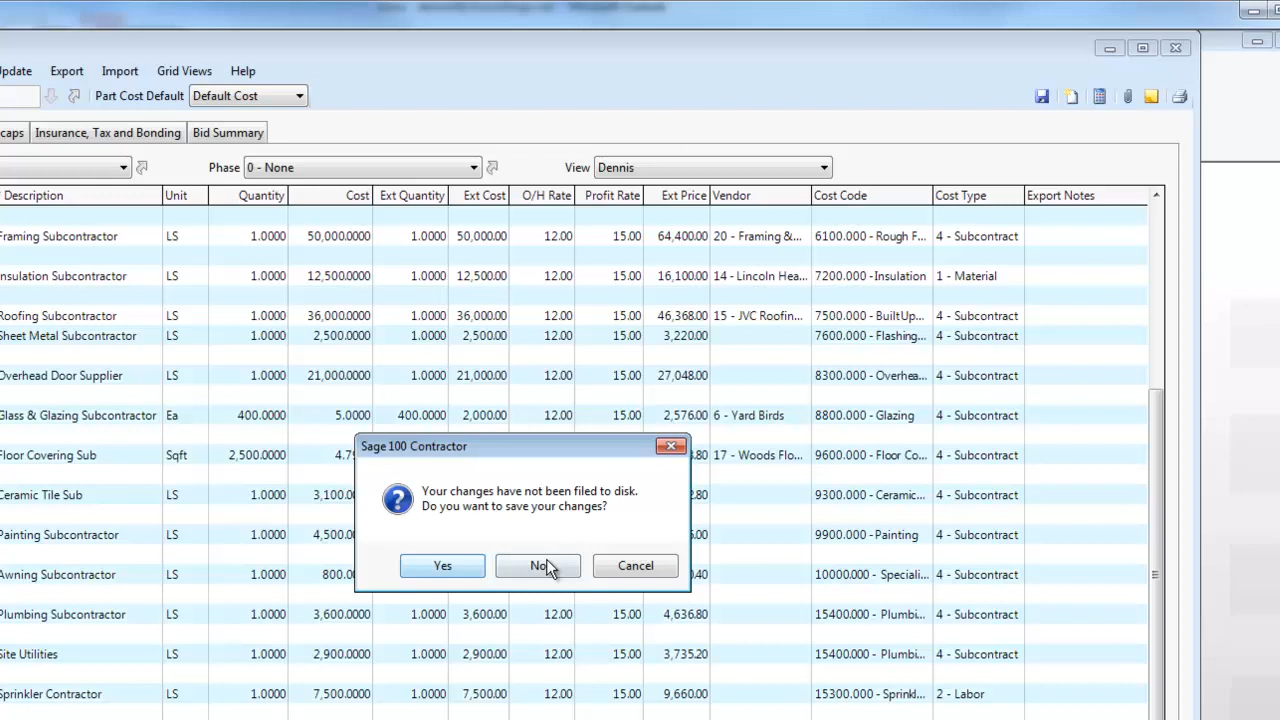 Update Export Import Grid Views Help
Part Cost Default Default Cost
caps Insurance, Tax and Bonding Bid Summary
Phase 0 - None View Dennis
Description Unit Quantity Cost Ext Quantity Ext Cost O/H Rate Profit Rate Ext Price Vendor Cost Code Cost Type Export Notes
Framing Subcontractor LS 1.0000 50,000.0000 1.0000 50,000.00 12.00 15.00 64,400.00 20 - Framing &... 6100.000 - Rough F... 4 - Subcontract
Insulation Subcontractor LS 1.0000 12,500.0000 1.0000 12,500.00 12.00 15.00 16,100.00 14 - Lincoln Hea... 7200.000 - Insulation 1 - Material
Roofing Subcontractor LS 1.0000 36,000.0000 1.0000 36,000.00 12.00 15.00 46,368.00 15 - JVC Roofin... 7500.000 - Built Up... 4 - Subcontract
Sheet Metal Subcontractor LS 1.0000 2,500.0000 1.0000 2,500.00 12.00 15.00 3,220.00 7600.000 - Flashing... 4 - Subcontract
Overhead Door Supplier LS 1.0000 21,000.0000 1.0000 21,000.00 12.00 15.00 27,048.00 8300.000 - Overhea... 4 - Subcontract
Glass & Glazing Subcontractor Ea 400.0000 5.0000 400.0000 2,000.00 12.00 15.00 2,576.00 6 - Yard Birds 8800.000 - Glazing 4 - Subcontract
Floor Covering Sub Sqft 2,500.0000 4.79 .80 17 - Woods Flo... 9600.000 - Floor Co... 4 - Subcontract
Ceramic Tile Sub LS 1.0000 3,100.0 2.80 9300.000 - Ceramic... 4 - Subcontract
Painting Subcontractor LS 1.0000 4,500.0 .00 9900.000 - Painting 4 - Subcontract
Awning Subcontractor LS 1.0000 800.00 .40 10000.000 - Speciali... 4 - Subcontract
Plumbing Subcontractor LS 1.0000 3,600.0000 1.0000 3,600.00 12.00 15.00 4,636.80 15400.000 - Plumbi... 4 - Subcontract
Site Utilities LS 1.0000 2,900.0000 1.0000 2,900.00 12.00 15.00 3,735.20 15400.000 - Plumbi... 4 - Subcontract
Sprinkler Contractor LS 1.0000 7,500.0000 1.0000 7,500.00 12.00 15.00 9,660.00 15300.000 - Sprinkl... 2 - Labor
Sage 100 Contractor
Your changes have not been filed to disk.
Do you want to save your changes?
Yes No Cancel